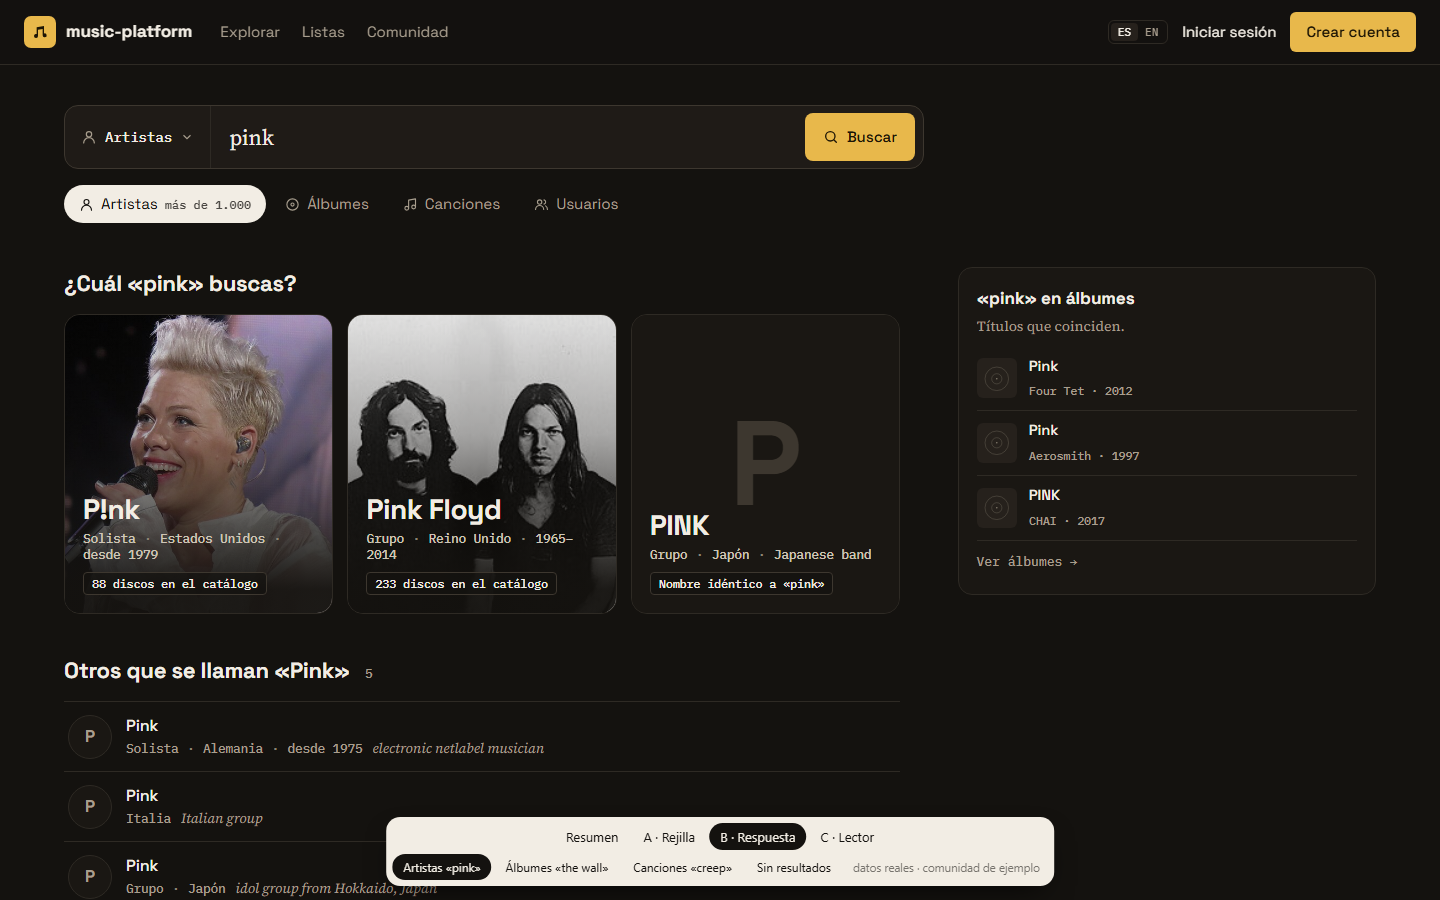 music-platform
Explorar
Listas
Comunidad
ES EN
Iniciar sesión
Crear cuenta
Artistas
pink
Buscar
Artistas más de 1.000
Álbumes
Canciones
Usuarios
¿Cuál «pink» buscas?
P!nk
Solista · Estados Unidos ·
desde 1979
88 discos en el catálogo
Pink Floyd
Grupo · Reino Unido · 1965–
2014
233 discos en el catálogo
P
PINK
Grupo · Japón · Japanese band
Nombre idéntico a «pink»
«pink» en álbumes
Títulos que coinciden.
Pink
Four Tet · 2012
Pink
Aerosmith · 1997
PINK
CHAI · 2017
Ver álbumes →
Otros que se llaman «Pink» 5
P
Pink
Solista · Alemania · desde 1975 electronic netlabel musician
P
Pink
Italia Italian group
P
Pink
Grupo · Japón idol group from Hokkaido, Japan
Resumen
A · Rejilla
B · Respuesta
C · Lector
Artistas «pink»
Álbumes «the wall»
Canciones «creep»
Sin resultados
datos reales · comunidad de ejemplo